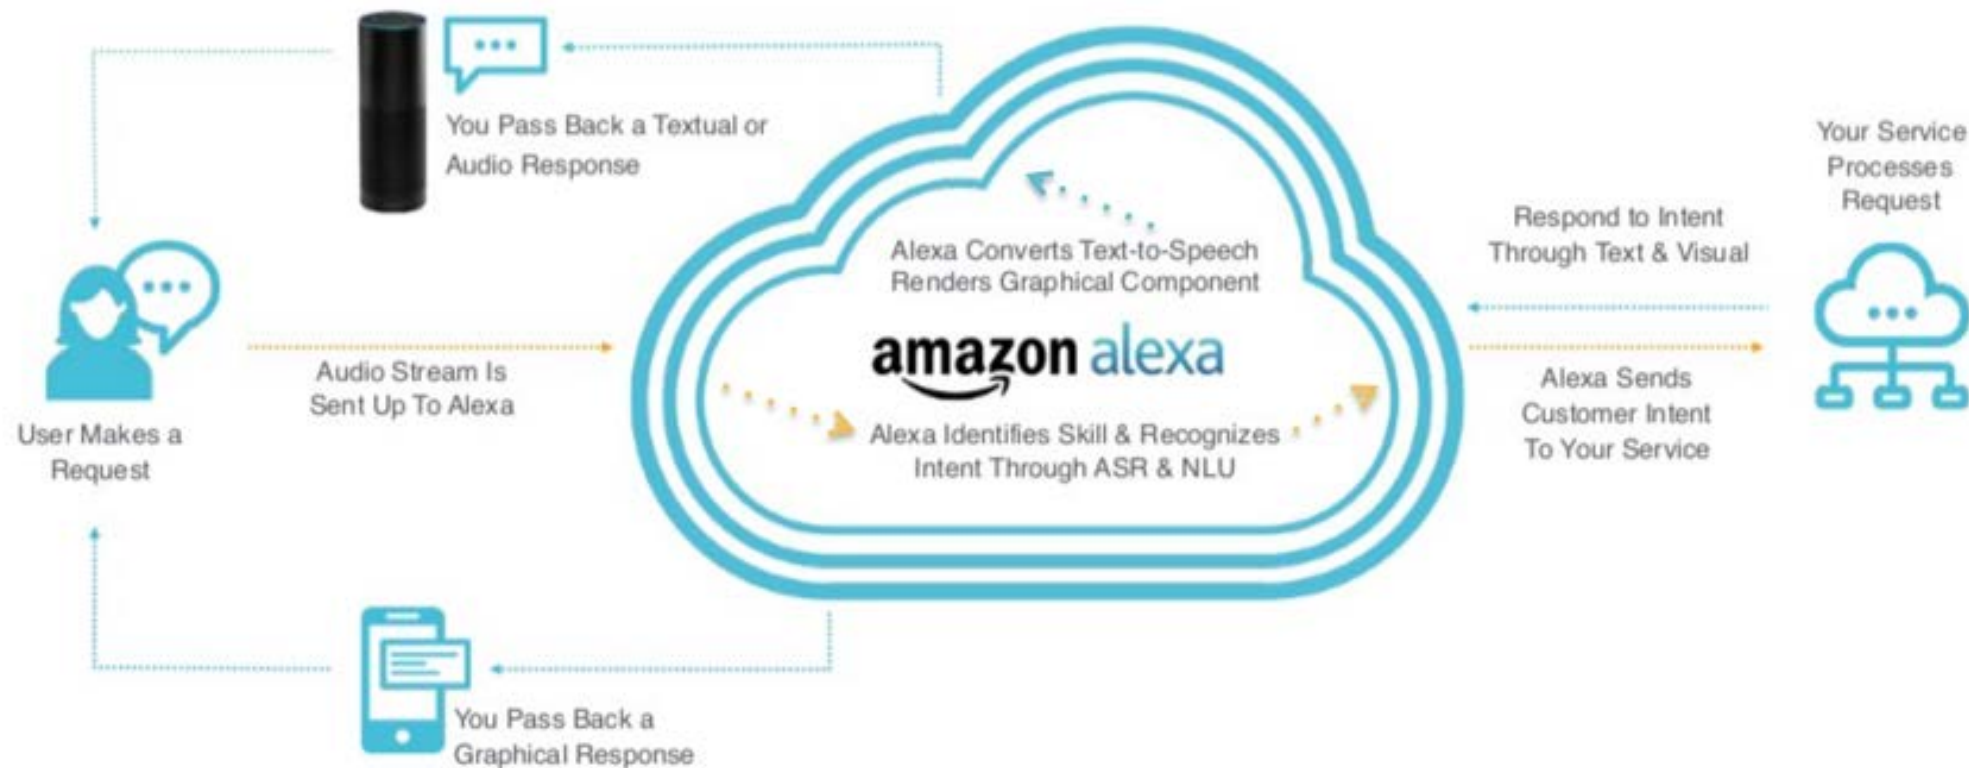 You Pass Back a Textual or
Audio Response
User Makes a
Request
Audio Stream Is
Sent Up To Alexa
Alexa Converts Text-to-Speech
Renders Graphical Component
amazon alexa
Alexa Identifies Skill & Recognizes
Intent Through ASR & NLU
Respond to Intent
Through Text & Visual
Alexa Sends
Customer Intent
To Your Service
Your Service
Processes
Request
You Pass Back a
Graphical Response